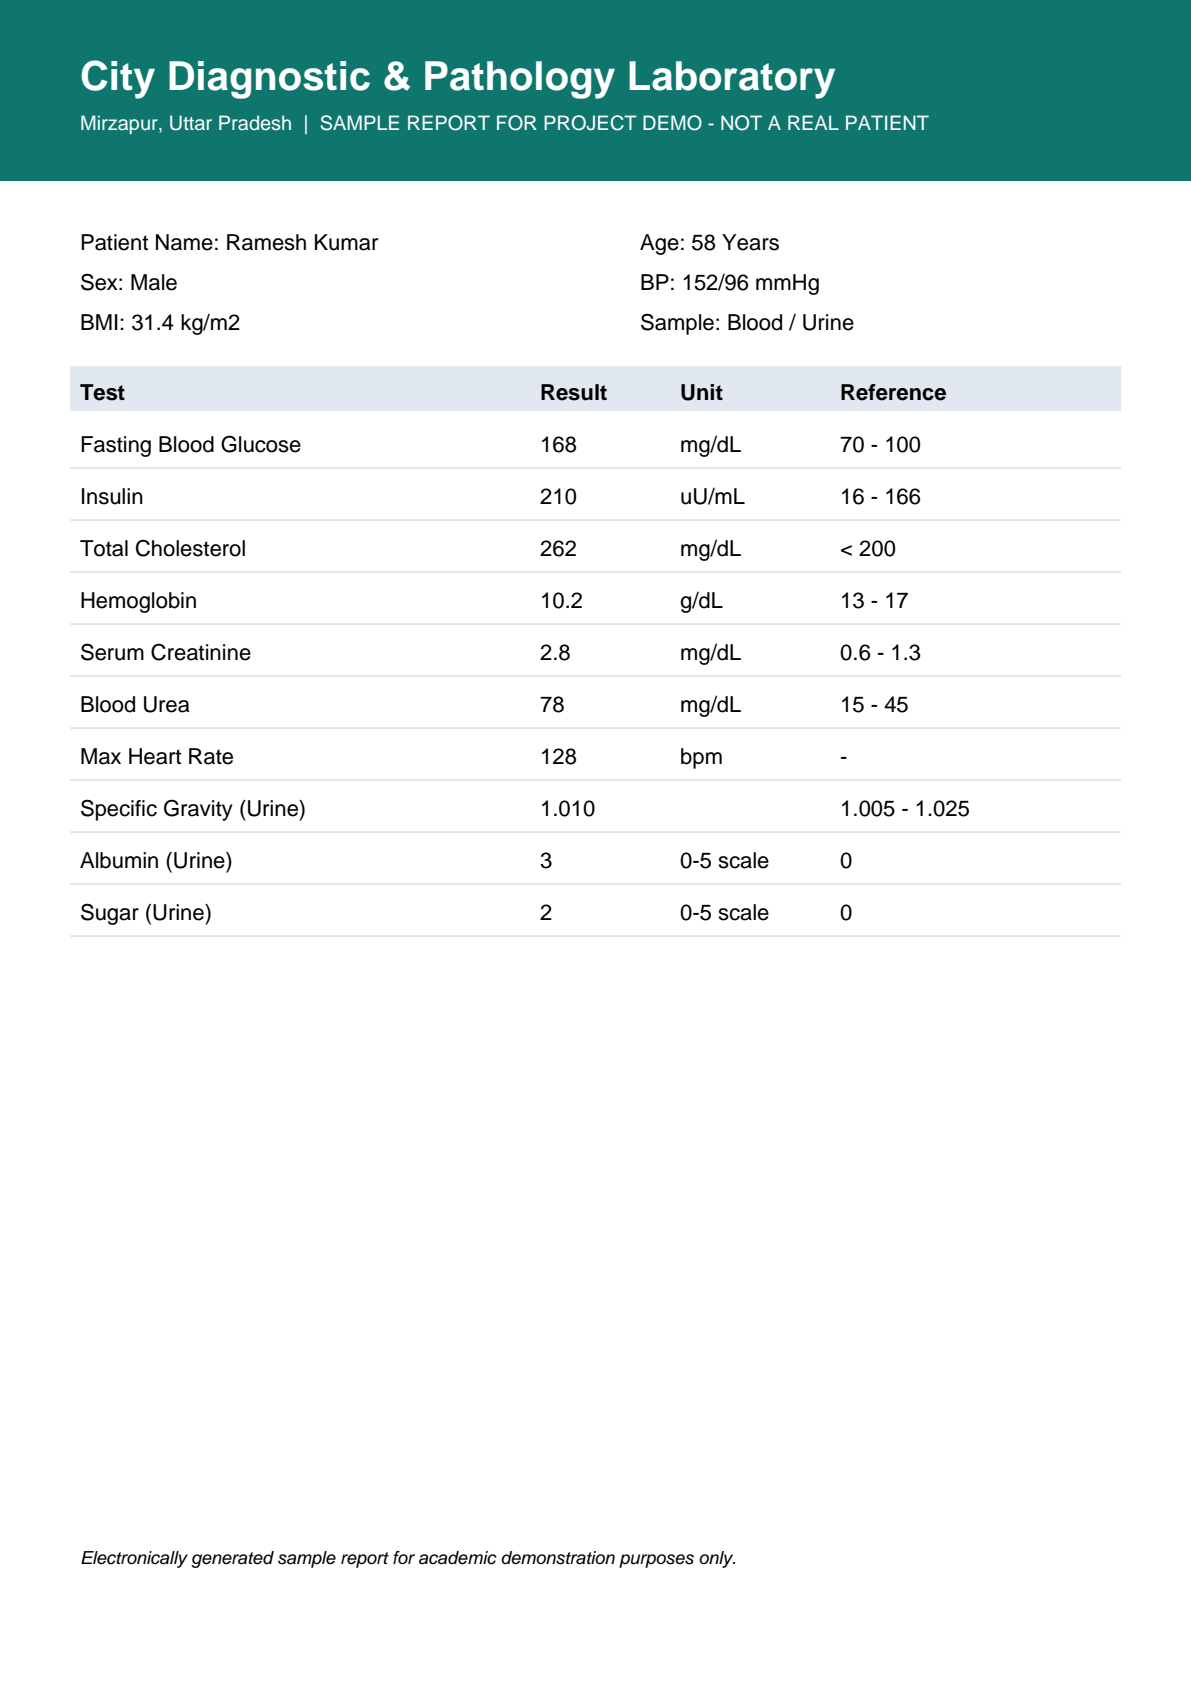 City Diagnostic & Pathology Laboratory
Mirzapur, Uttar Pradesh | SAMPLE REPORT FOR PROJECT DEMO - NOT A REAL PATIENT
Patient Name: Ramesh Kumar Age: 58 Years
Sex: Male BP: 152/96 mmHg
BMI: 31.4 kg/m2 Sample: Blood / Urine
Test Result Unit Reference
Fasting Blood Glucose 168 mg/dL 70 - 100
Insulin 210 uU/mL 16 - 166
Total Cholesterol 262 mg/dL < 200
Hemoglobin 10.2 g/dL 13 - 17
Serum Creatinine 2.8 mg/dL 0.6 - 1.3
Blood Urea 78 mg/dL 15 - 45
Max Heart Rate 128 bpm -
Specific Gravity (Urine) 1.010 1.005 - 1.025
Albumin (Urine) 3 0-5 scale 0
Sugar (Urine) 2 0-5 scale 0
Electronically generated sample report for academic demonstration purposes only.